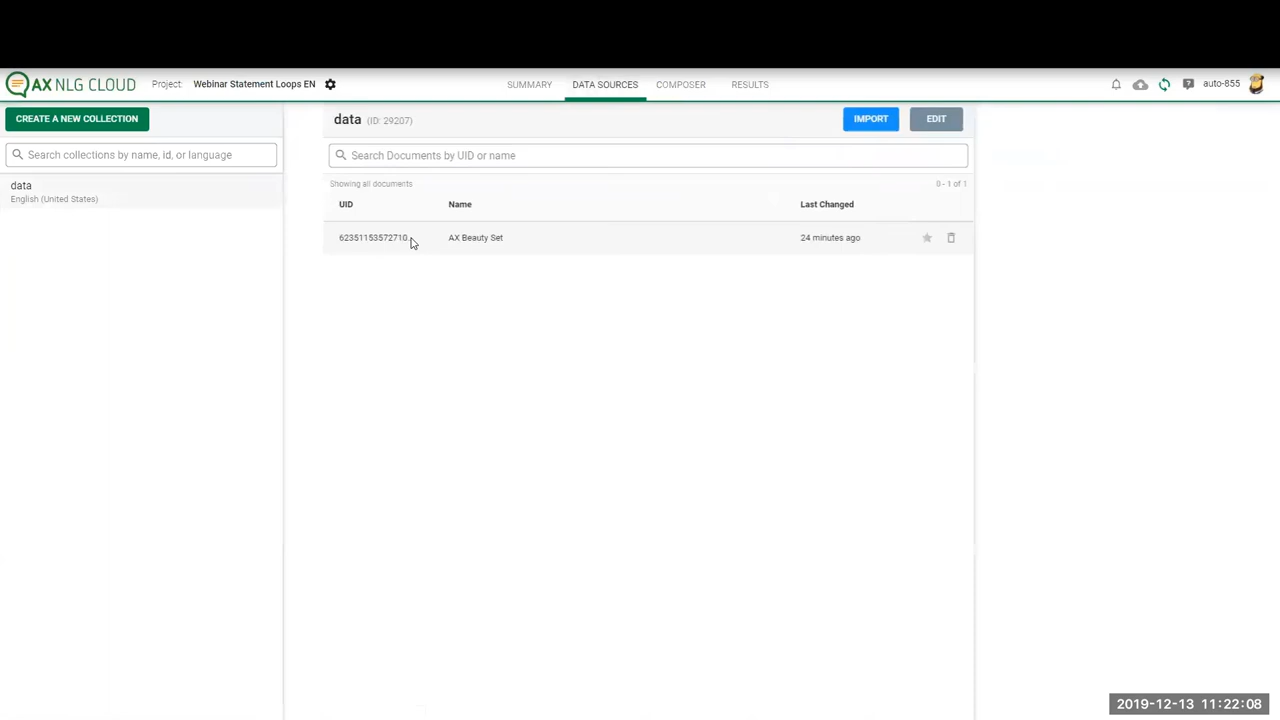 AX NLG CLOUD Project: Webinar Statement Loops EN SUMMARY DATA SOURCES COMPOSER RESULTS auto-855
CREATE A NEW COLLECTION
Search collections by name, id, or language
data
English (United States)
data (ID: 29207) IMPORT EDIT
Search Documents by UID or name
Showing all documents 0 - 1 of 1
UID Name Last Changed
62351153572710 AX Beauty Set 24 minutes ago
2019-12-13 11:22:08